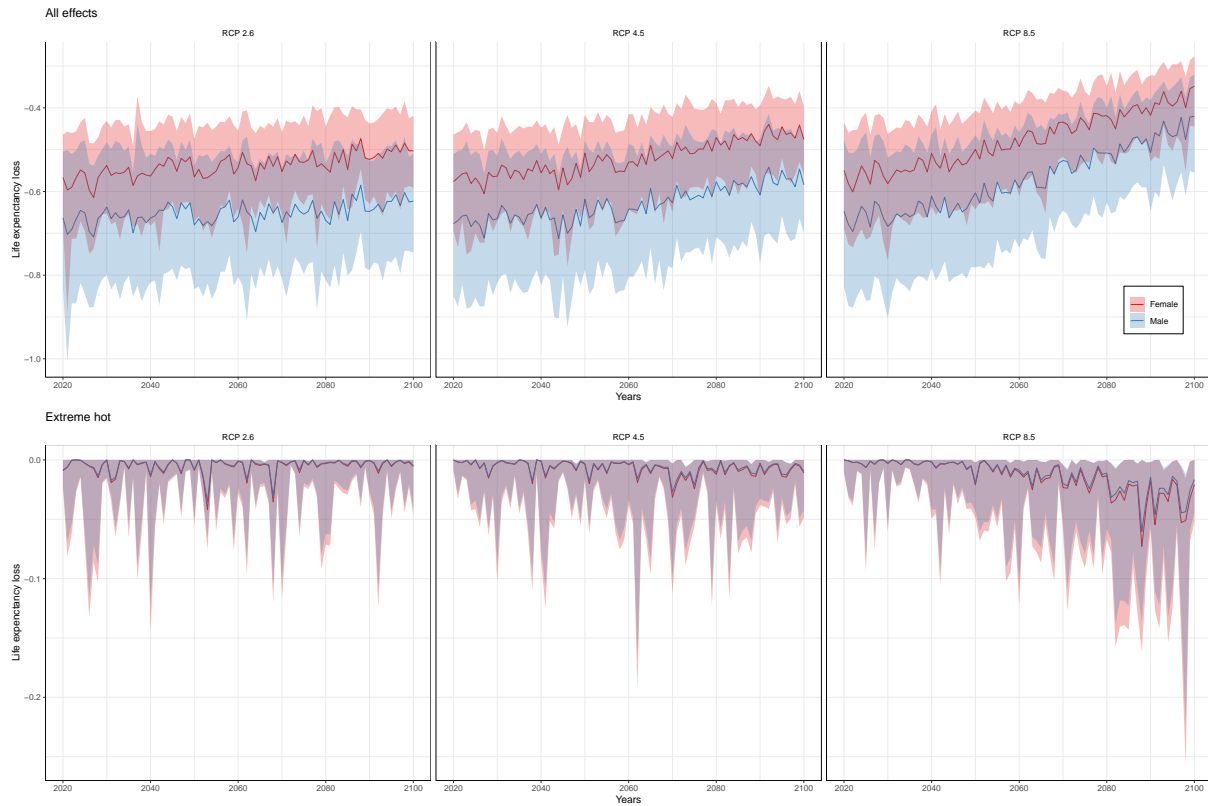 All effects
RCP 2.6
RCP 4.5
RCP 8.5
Life expenctancy loss
−0.4
−0.6
−0.8
−1.0
Female
Male
2020 2040 2060 2080 2100
2020 2040 2060 2080 2100
2020 2040 2060 2080 2100
Years
Extreme hot
RCP 2.6
RCP 4.5
RCP 8.5
Life expenctancy loss
0.0
−0.1
−0.2
2020 2040 2060 2080 2100
2020 2040 2060 2080 2100
2020 2040 2060 2080 2100
Years